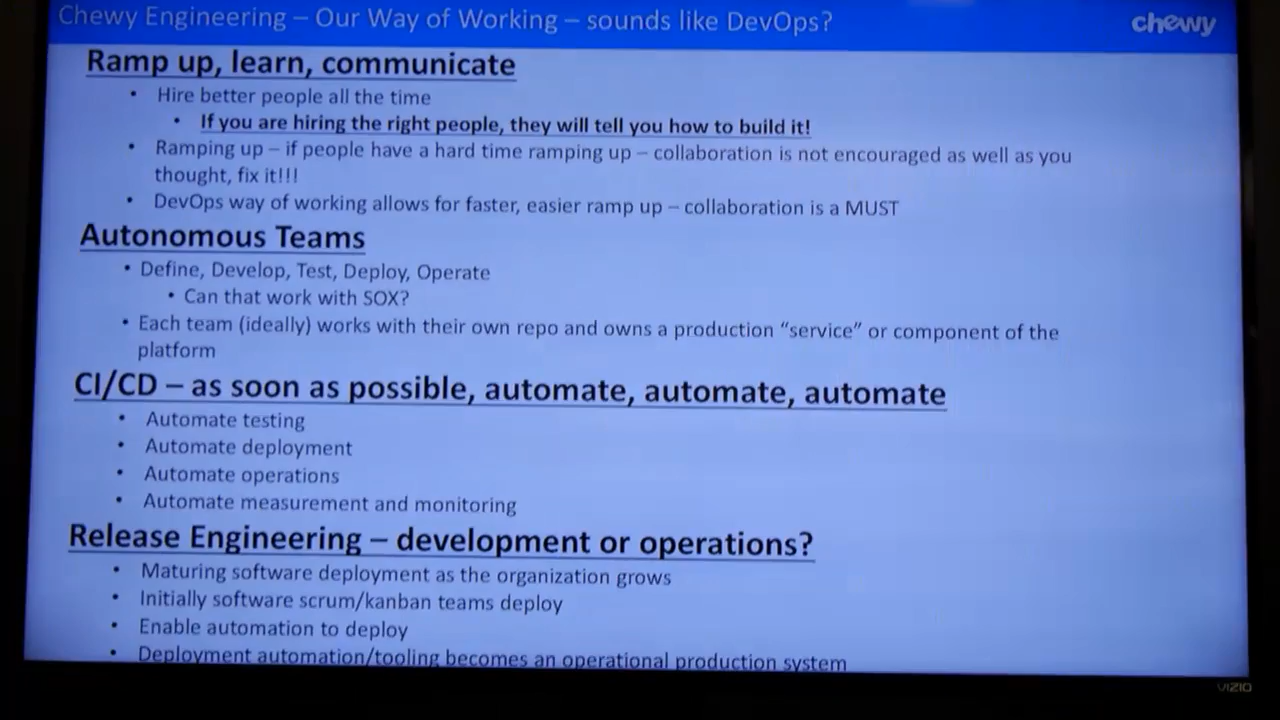 Chewy Engineering – Our Way of Working – sounds like DevOps?
chewy
Ramp up, learn, communicate
• Hire better people all the time
• If you are hiring the right people, they will tell you how to build it!
• Ramping up – if people have a hard time ramping up – collaboration is not encouraged as well as you
thought, fix it!!!
• DevOps way of working allows for faster, easier ramp up – collaboration is a MUST
Autonomous Teams
• Define, Develop, Test, Deploy, Operate
• Can that work with SOX?
• Each team (ideally) works with their own repo and owns a production “service” or component of the
platform
CI/CD – as soon as possible, automate, automate, automate
• Automate testing
• Automate deployment
• Automate operations
• Automate measurement and monitoring
Release Engineering – development or operations?
• Maturing software deployment as the organization grows
• Initially software scrum/kanban teams deploy
• Enable automation to deploy
• Deployment automation/tooling becomes an operational production system
VIZIO